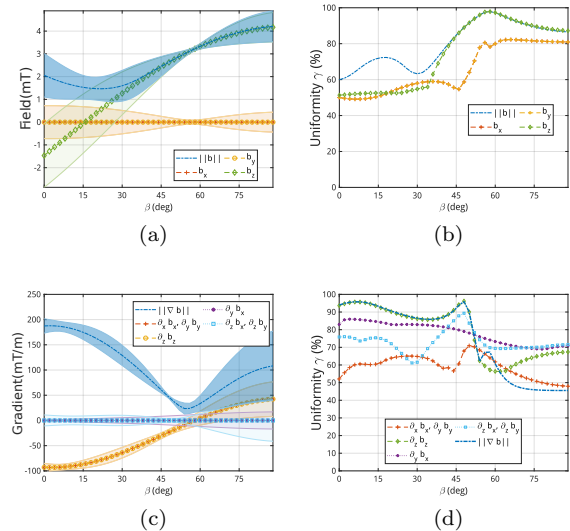 Field(mT)
4
3
2
1
0
-1
-2
0
15
30
45
60
75
β (deg)
||b||
b_x
b_y
b_z
(a)
Uniformity γ (%)
100
90
80
70
60
50
40
30
20
10
0
0
15
30
45
60
75
β (deg)
||b||
b_x
b_y
b_z
(b)
Gradient(mT/m)
250
200
150
100
50
0
-50
-100
0
15
30
45
60
75
β (deg)
||∇ b||
∂_x b_x, ∂_y b_y
∂_z b_z
∂_y b_x
∂_z b_x, ∂_z b_y
(c)
Uniformity γ (%)
100
90
80
70
60
50
40
30
20
10
0
0
15
30
45
60
75
β (deg)
∂_x b_x, ∂_y b_y
∂_z b_z
∂_y b_x
∂_z b_x, ∂_z b_y
||∇ b||
(d)